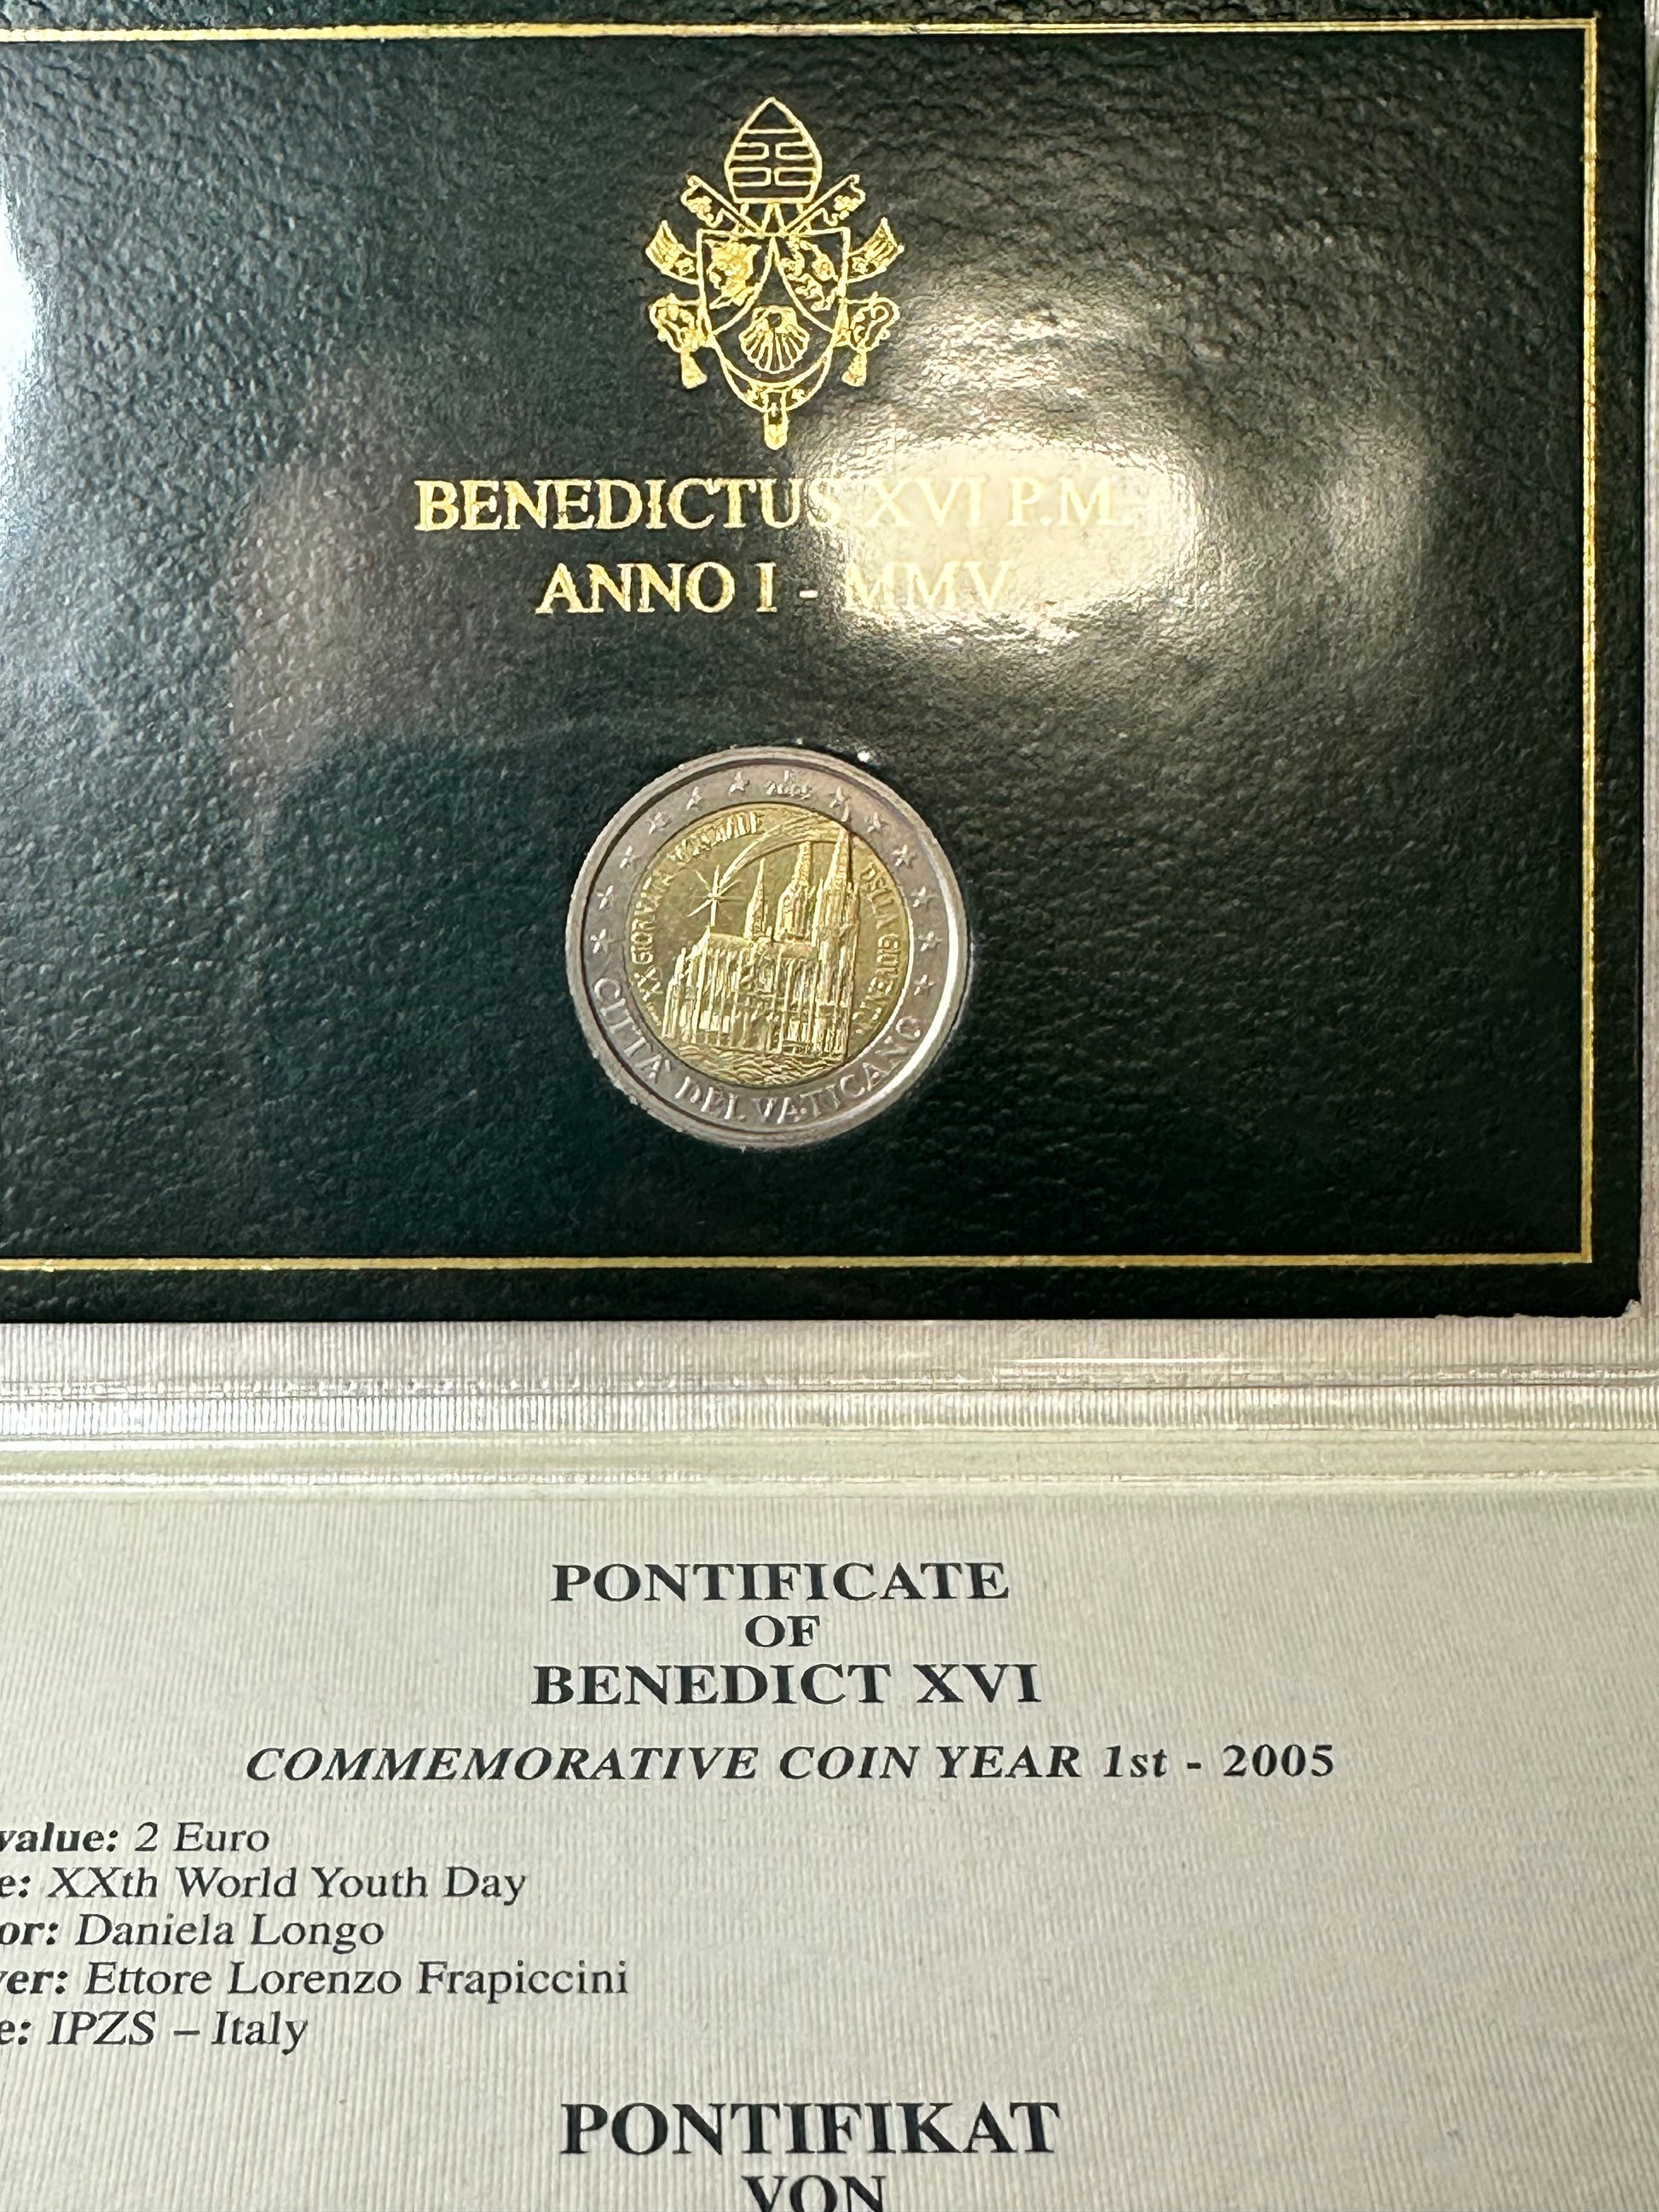 BENEDICTUS XVI P.M.
ANNO I - MMV
2005
XX GIORNATA MONDIALE DELLA GIOVENTÙ
CITTA' DEL VATICANO
PONTIFICATE
OF
BENEDICT XVI
COMMEMORATIVE COIN YEAR 1st - 2005
value: 2 Euro
e: XXth World Youth Day
or: Daniela Longo
ver: Ettore Lorenzo Frapiccini
e: IPZS – Italy
PONTIFIKAT
VON